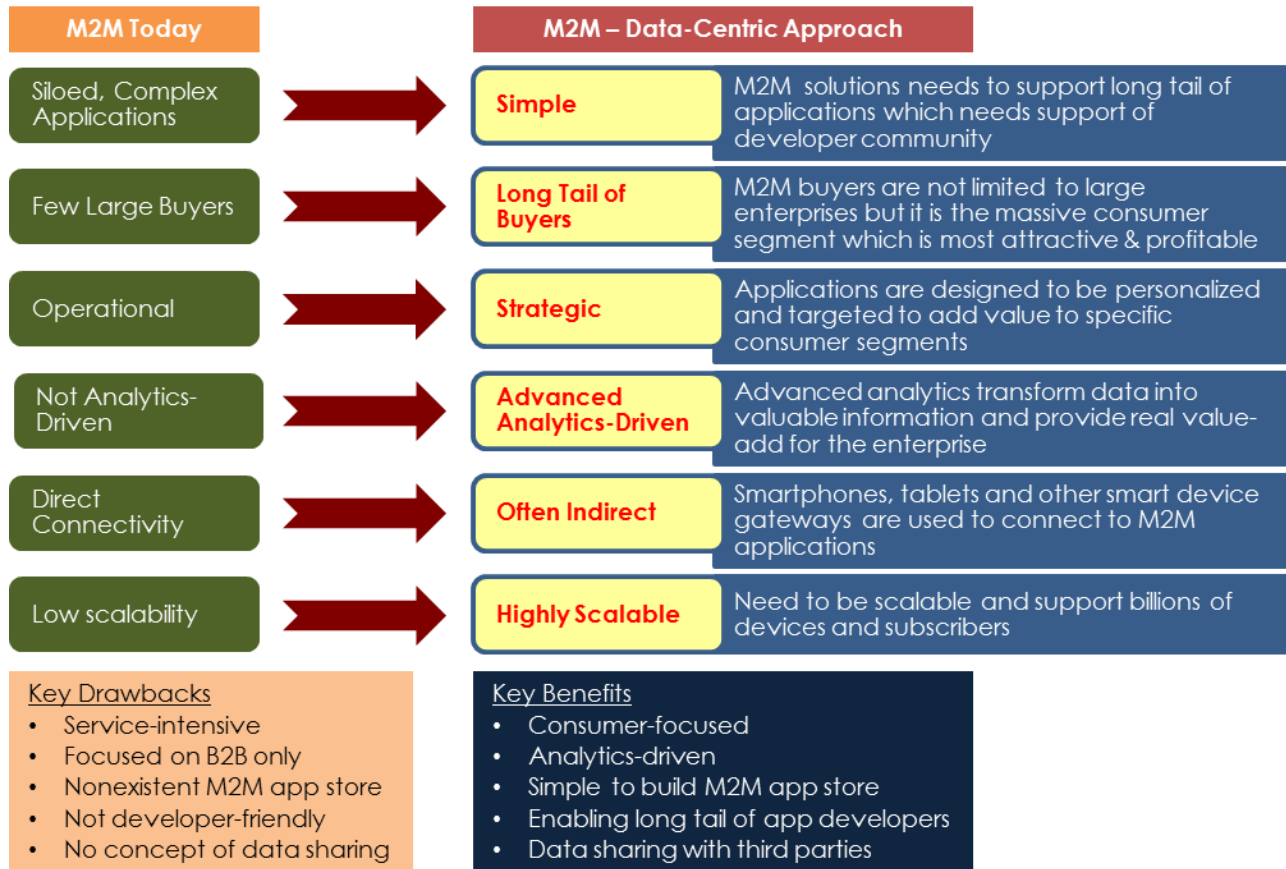 M2M Today
M2M – Data-Centric Approach
Siloed, Complex
Applications
Simple
M2M solutions needs to support long tail of
applications which needs support of
developer community
Few Large Buyers
Long Tail of
Buyers
M2M buyers are not limited to large
enterprises but it is the massive consumer
segment which is most attractive & profitable
Operational
Strategic
Applications are designed to be personalized
and targeted to add value to specific
consumer segments
Not Analytics-
Driven
Advanced
Analytics-Driven
Advanced analytics transform data into
valuable information and provide real value-
add for the enterprise
Direct
Connectivity
Often Indirect
Smartphones, tablets and other smart device
gateways are used to connect to M2M
applications
Low scalability
Highly Scalable
Need to be scalable and support billions of
devices and subscribers
Key Drawbacks
• Service-intensive
• Focused on B2B only
• Nonexistent M2M app store
• Not developer-friendly
• No concept of data sharing
Key Benefits
• Consumer-focused
• Analytics-driven
• Simple to build M2M app store
• Enabling long tail of app developers
• Data sharing with third parties